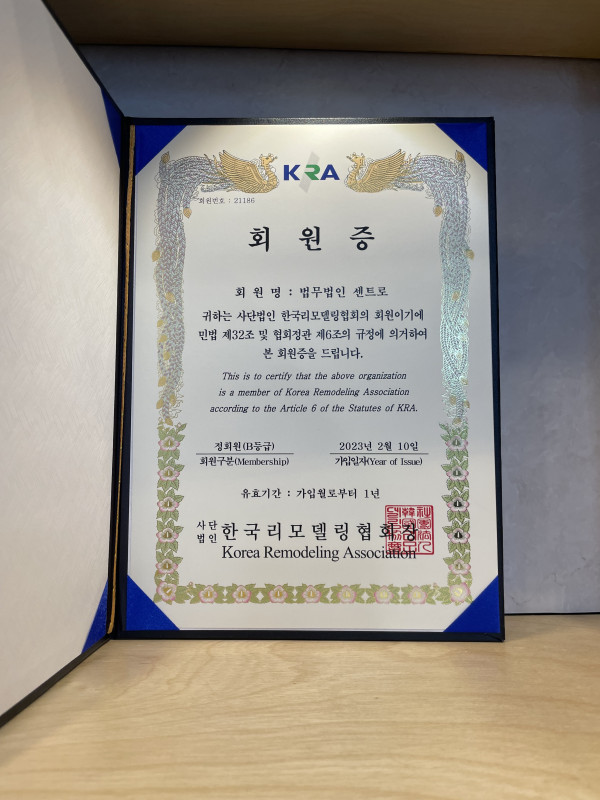 KRA
회원번호 : 21186
회 원 증
회 원 명 : 법무법인 센트로
귀하는 사단법인 한국리모델링협회의 회원이기에
민법 제32조 및 협회정관 제6조의 규정에 의거하여
본 회원증을 드립니다.
This is to certify that the above organization
is a member of Korea Remodeling Association
according to the Article 6 of the Statutes of KRA.
정회원(B등급)
회원구분(Membership)
2023년 2월 10일
가입일자(Year of Issue)
유효기간 : 가입월로부터 1년
사단법인 한국리모델링협회장
Korea Remodeling Association